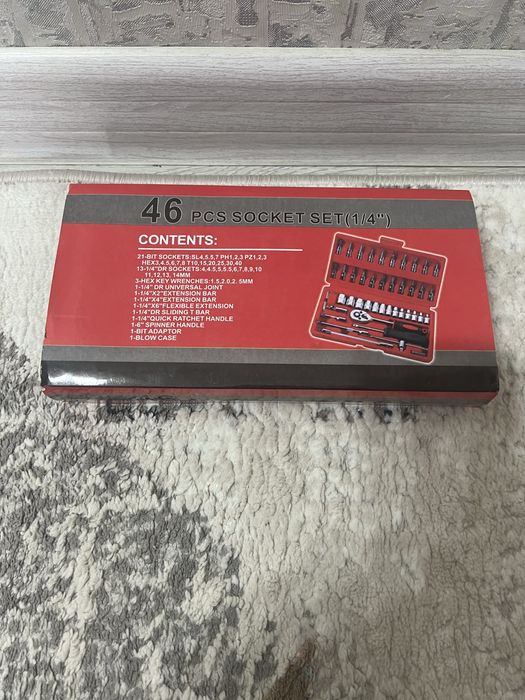 46 PCS SOCKET SET(1/4")
CONTENTS:
21-BIT SOCKETS:SL4,5.5,7 PH1,2,3 PZ1,2,3
HEX3,4,5,6,7,8 T10,15,20,25,30,40
13-1/4"DR SOCKETS:4,4.5,5,5.5,6,7,8,9,10
11,12,13, 14MM
3-HEX KEY WRENCHES:1.5,2.0,2. 5MM
1-1/4"DR UNIVERSAL JOINT
1-1/4"X2"EXTENSION BAR
1-1/4"X4"EXTENSION BAR
1-1/4"X6"FLEXIBLE EXTENSION
1-1/4"DR SLIDING T BAR
1-1/4"QUICK RATCHET HANDLE
1-6" SPINNER HANDLE
1-BIT ADAPTOR
1-BLOW CASE